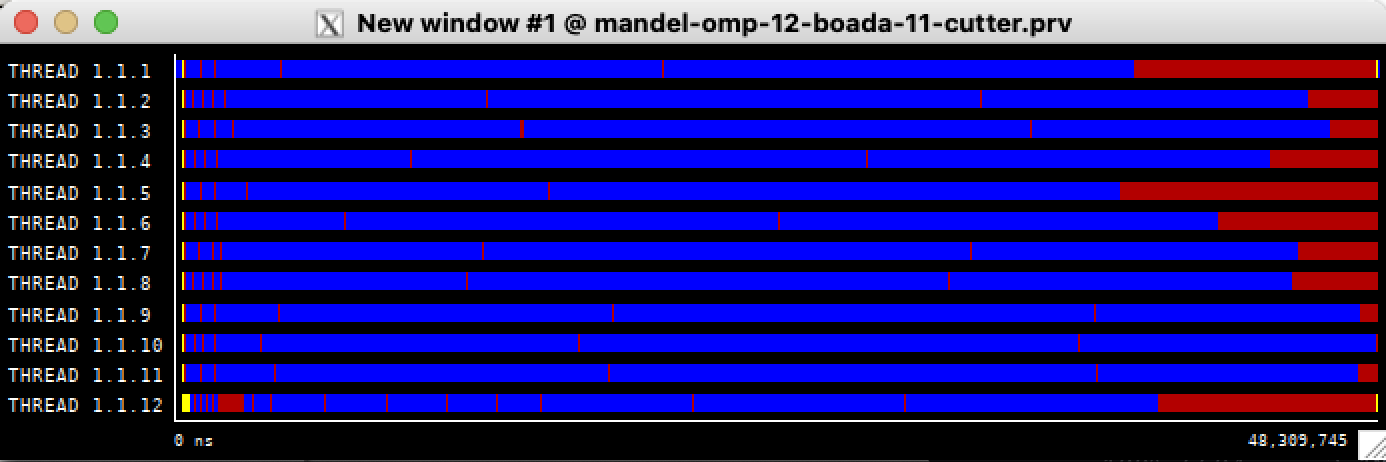 New window #1 @ mandel-omp-12-boada-11-cutter.prv
THREAD 1.1.1
THREAD 1.1.2
THREAD 1.1.3
THREAD 1.1.4
THREAD 1.1.5
THREAD 1.1.6
THREAD 1.1.7
THREAD 1.1.8
THREAD 1.1.9
THREAD 1.1.10
THREAD 1.1.11
THREAD 1.1.12
0 ns 48,309,745